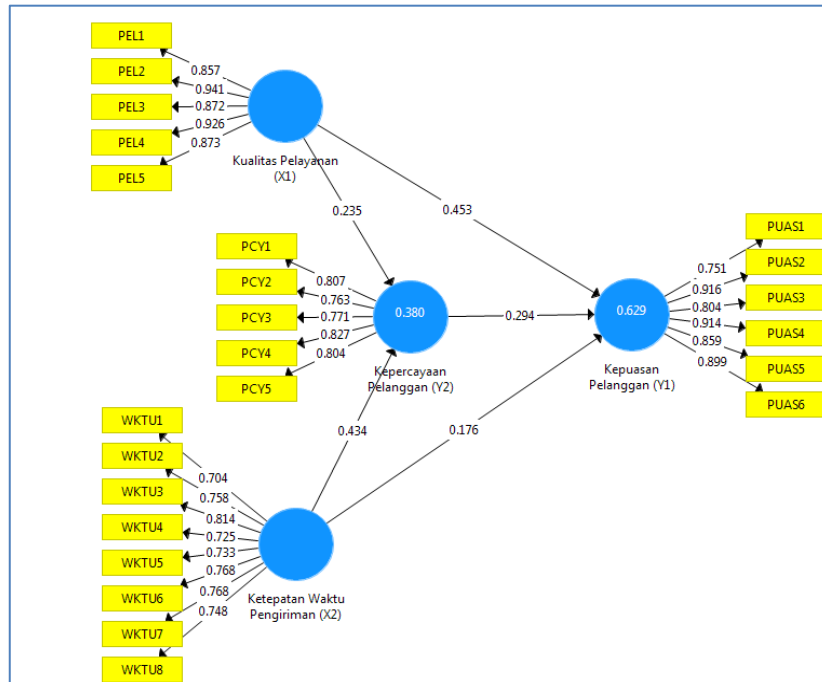 PEL1
PEL2
PEL3
PEL4
PEL5
0.857
0.941
0.872
0.926
0.873
Kualitas Pelayanan
(X1)
0.235
0.453
PCY1
PCY2
PCY3
PCY4
PCY5
0.807
0.763
0.771
0.827
0.804
0.380
Kepercayaan
Pelanggan (Y2)
0.294
0.629
Kepuasan
Pelanggan (Y1)
0.751
0.916
0.804
0.914
0.859
0.899
PUAS1
PUAS2
PUAS3
PUAS4
PUAS5
PUAS6
0.434
0.176
WKTU1
WKTU2
WKTU3
WKTU4
WKTU5
WKTU6
WKTU7
WKTU8
0.704
0.758
0.814
0.725
0.733
0.768
0.768
0.748
Ketepatan Waktu
Pengiriman (X2)